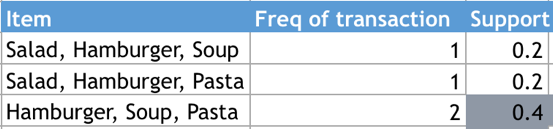 Item Freq of transaction Support
Salad, Hamburger, Soup 1 0.2
Salad, Hamburger, Pasta 1 0.2
Hamburger, Soup, Pasta 2 0.4